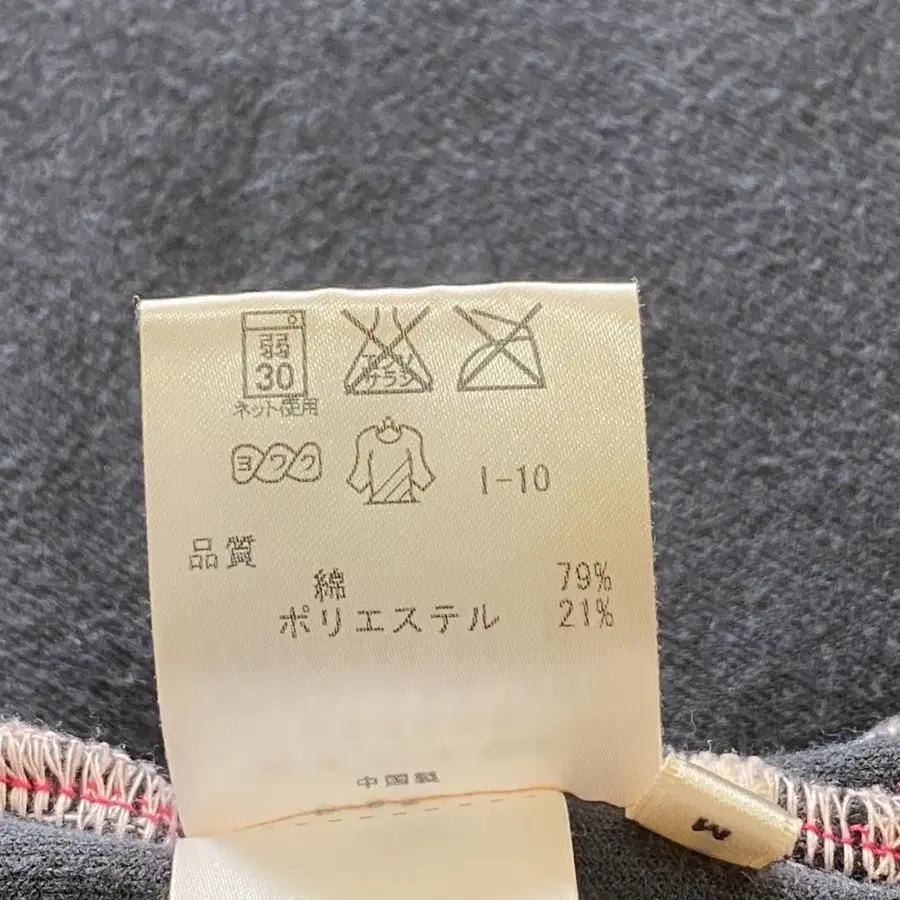 弱
30
ネット使用
エンソ
サラシ
ヨワク
I-10
品質
綿 79%
ポリエステル 21%
中国製
M